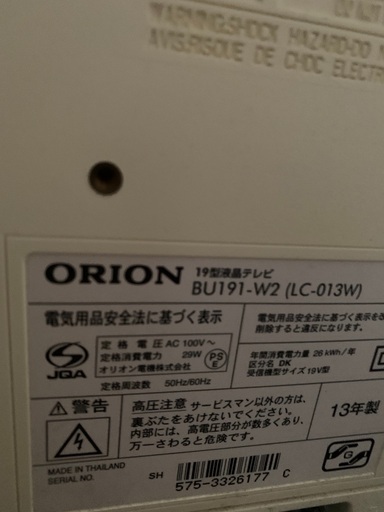 WARNING:SHOCK HAZARD-DO N
AVIS:RISQUE DE CHOC ELECTRI
ORION
19型液晶テレビ
BU191-W2 (LC-013W)
電気用品安全法に基づく表示
電気用品安全法に基づく表示を
削除すると違反になります。
JQA
定格電圧 AC 100V～
定格消費電力 29W
オリオン電機株式会社
定格周波数 50Hz/60Hz
PSE
年間消費電力量 28 kWh/年
区分名 DK
受信機型サイズ 19V型
警告
高圧注意 サービスマン以外の方は、
裏ぶたをあけないでください。
内部には、高電圧部分が数多くあり、
万一さわると危険です。
13年製
G
MADE IN THAILAND
SERIAL NO.
SH
575-3326177 C